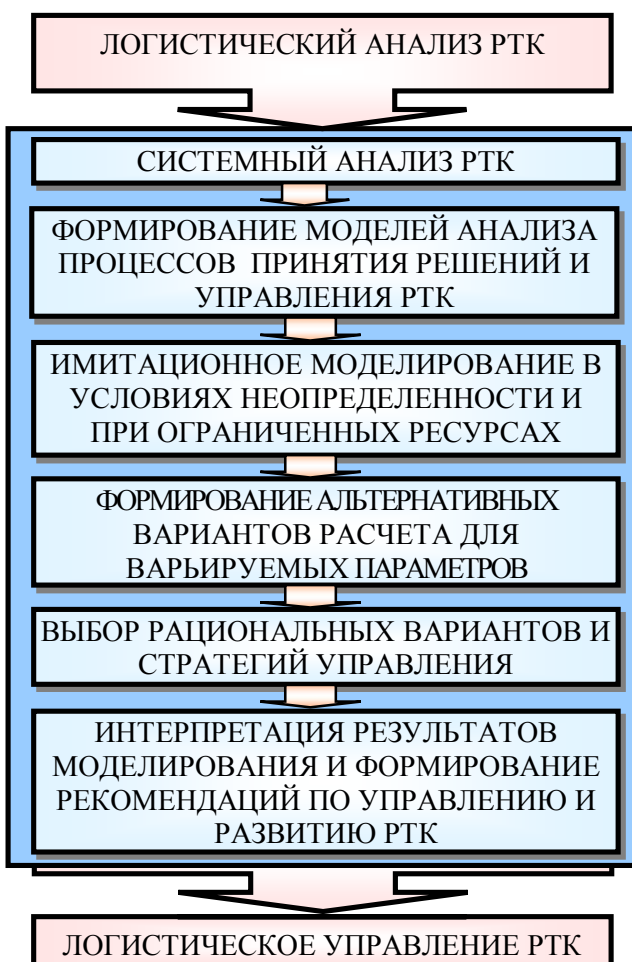 ЛОГИСТИЧЕСКИЙ АНАЛИЗ РТК
СИСТЕМНЫЙ АНАЛИЗ РТК
ФОРМИРОВАНИЕ МОДЕЛЕЙ АНАЛИЗА
ПРОЦЕССОВ ПРИНЯТИЯ РЕШЕНИЙ И
УПРАВЛЕНИЯ РТК
ИМИТАЦИОННОЕ МОДЕЛИРОВАНИЕ В
УСЛОВИЯХ НЕОПРЕДЕЛЕННОСТИ И
ПРИ ОГРАНИЧЕННЫХ РЕСУРСАХ
ФОРМИРОВАНИЕ АЛЬТЕРНАТИВНЫХ
ВАРИАНТОВ РАСЧЕТА ДЛЯ
ВАРЬИРУЕМЫХ ПАРАМЕТРОВ
ВЫБОР РАЦИОНАЛЬНЫХ ВАРИАНТОВ И
СТРАТЕГИЙ УПРАВЛЕНИЯ
ИНТЕРПРЕТАЦИЯ РЕЗУЛЬТАТОВ
МОДЕЛИРОВАНИЯ И ФОРМИРОВАНИЕ
РЕКОМЕНДАЦИЙ ПО УПРАВЛЕНИЮ И
РАЗВИТИЮ РТК
ЛОГИСТИЧЕСКОЕ УПРАВЛЕНИЕ РТК